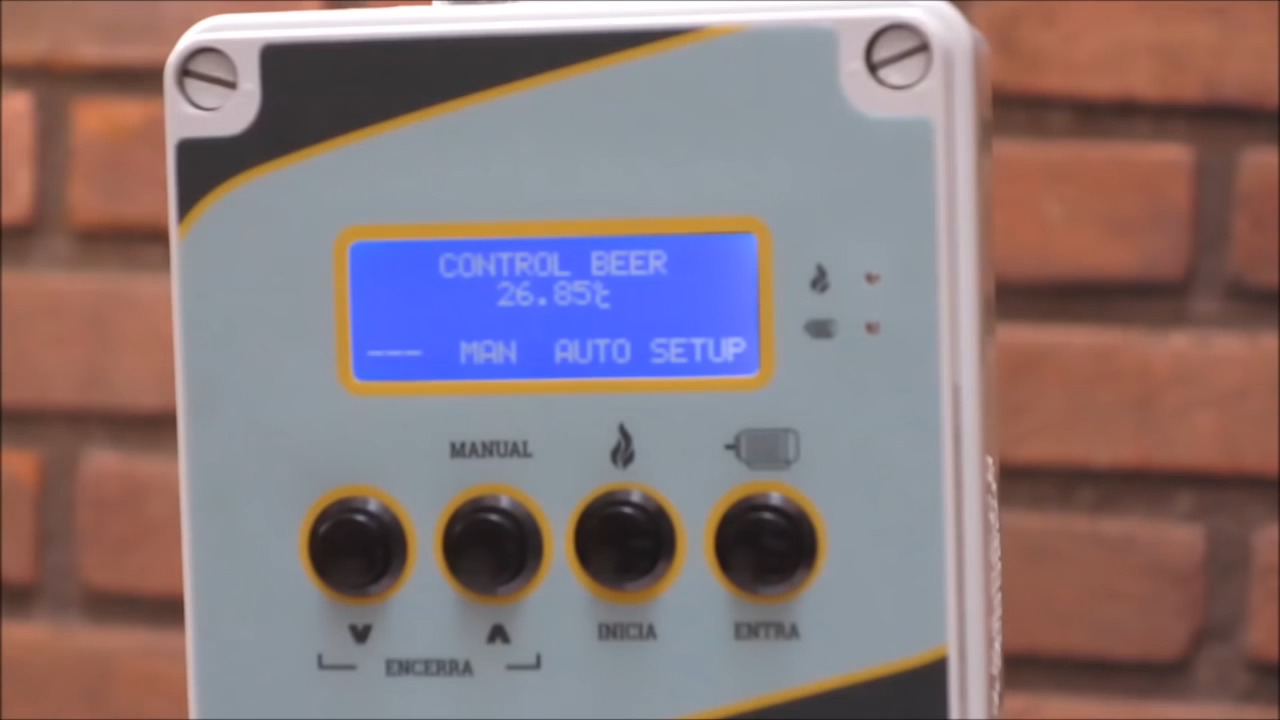 CONTROL BEER
26.85℃
--- MAN AUTO SETUP
MANUAL
V Λ INICIA ENTRA
ENCERRA